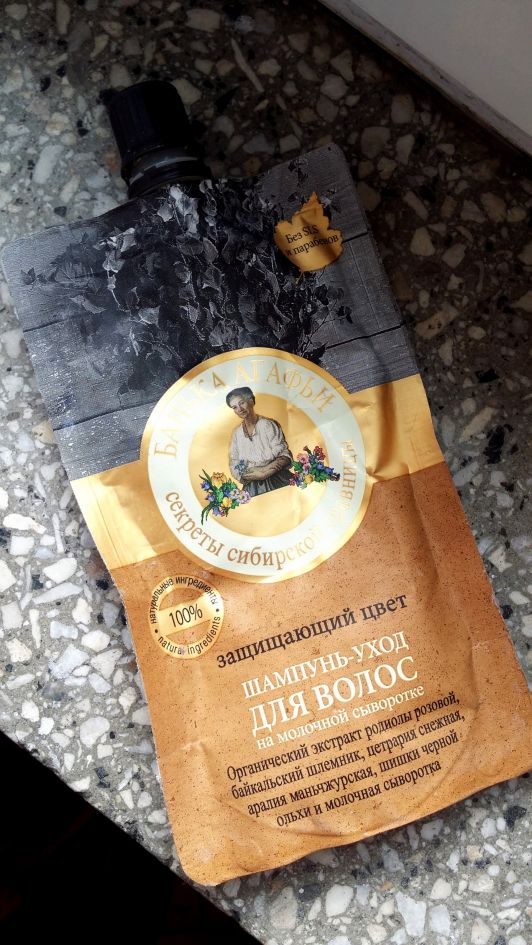 Без SLS
и парабенов
БАНЬКА АГАФЬИ
секреты сибирской
натуральные ингредиенты
100%
natural ingredients
защищающий цвет
ШАМПУНЬ-УХОД
ДЛЯ ВОЛОС
на молочной сыворотке
Органический экстракт родиолы розовой,
байкальский шлемник, цетрария снежная,
аралия маньчжурская, шишки черной
ольхи и молочная сыворотка